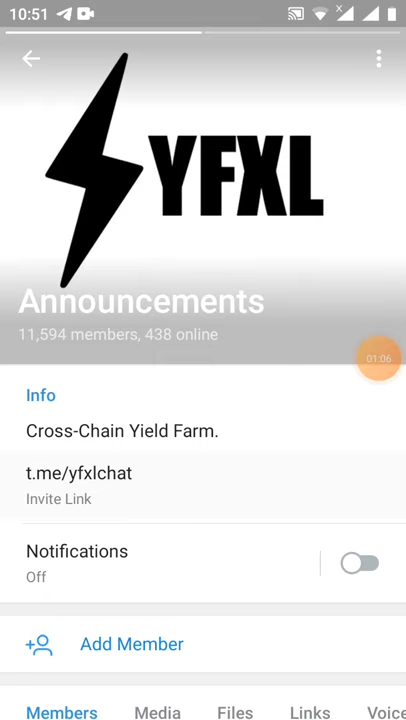 10:51
YFXL
Announcements
11,594 members, 438 online
01:06
Info
Cross-Chain Yield Farm.
t.me/yfxlchat
Invite Link
Notifications
Off
Add Member
Members Media Files Links Voice